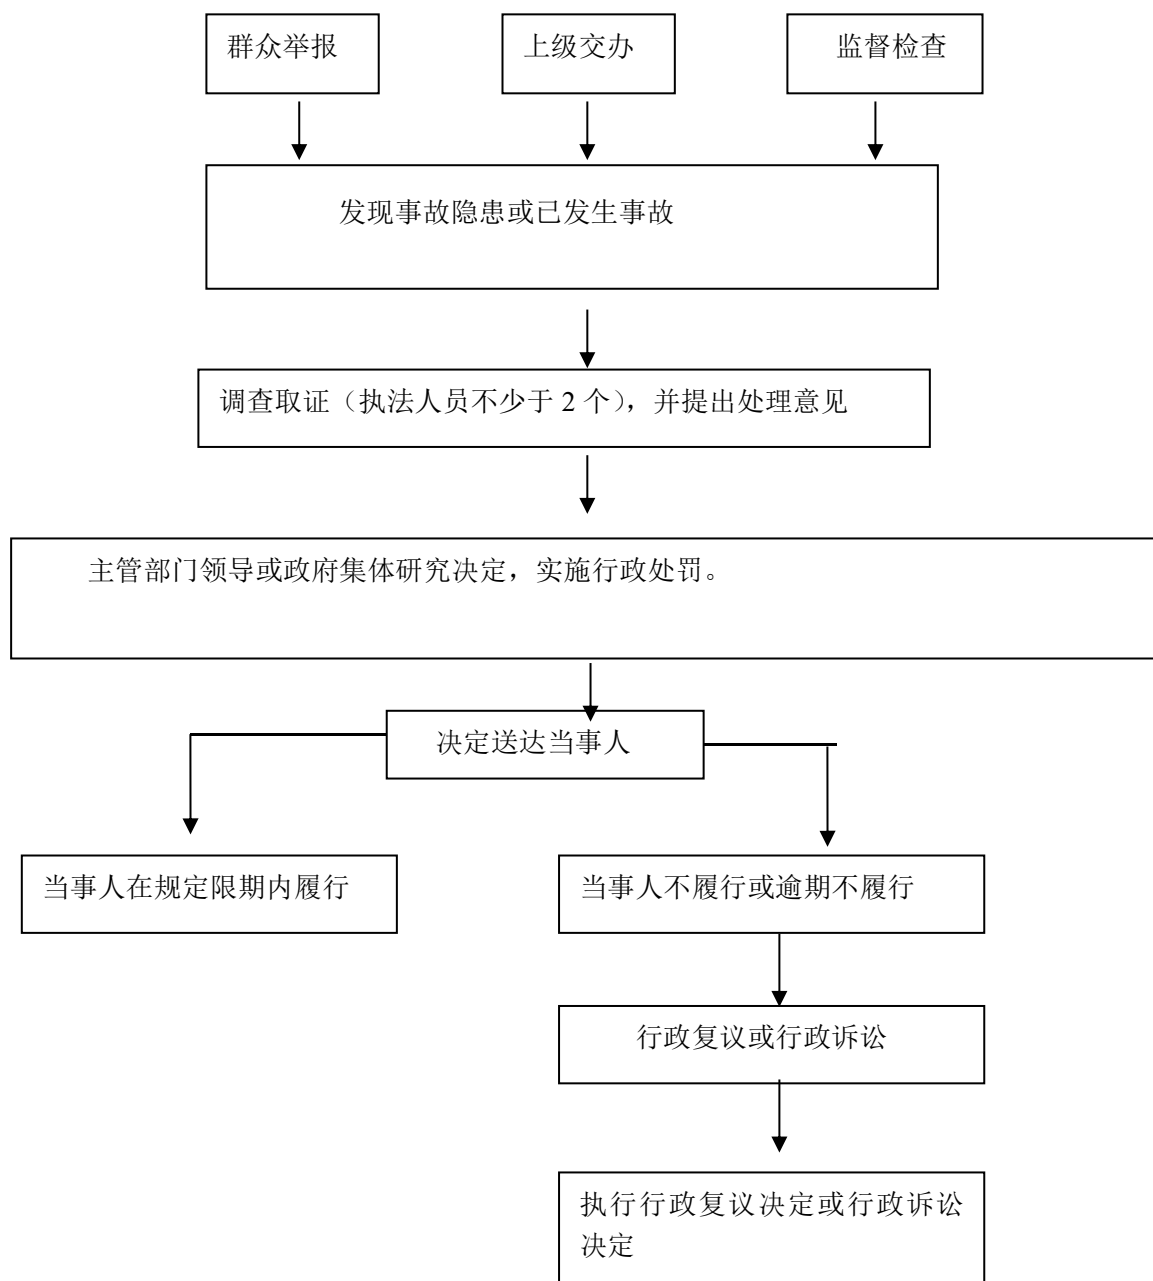 群众举报
上级交办
监督检查
发现事故隐患或已发生事故
调查取证（执法人员不少于 2 个），并提出处理意见
主管部门领导或政府集体研究决定，实施行政处罚。
决定送达当事人
当事人在规定限期内履行
当事人不履行或逾期不履行
行政复议或行政诉讼
执行行政复议决定或行政诉讼
决定